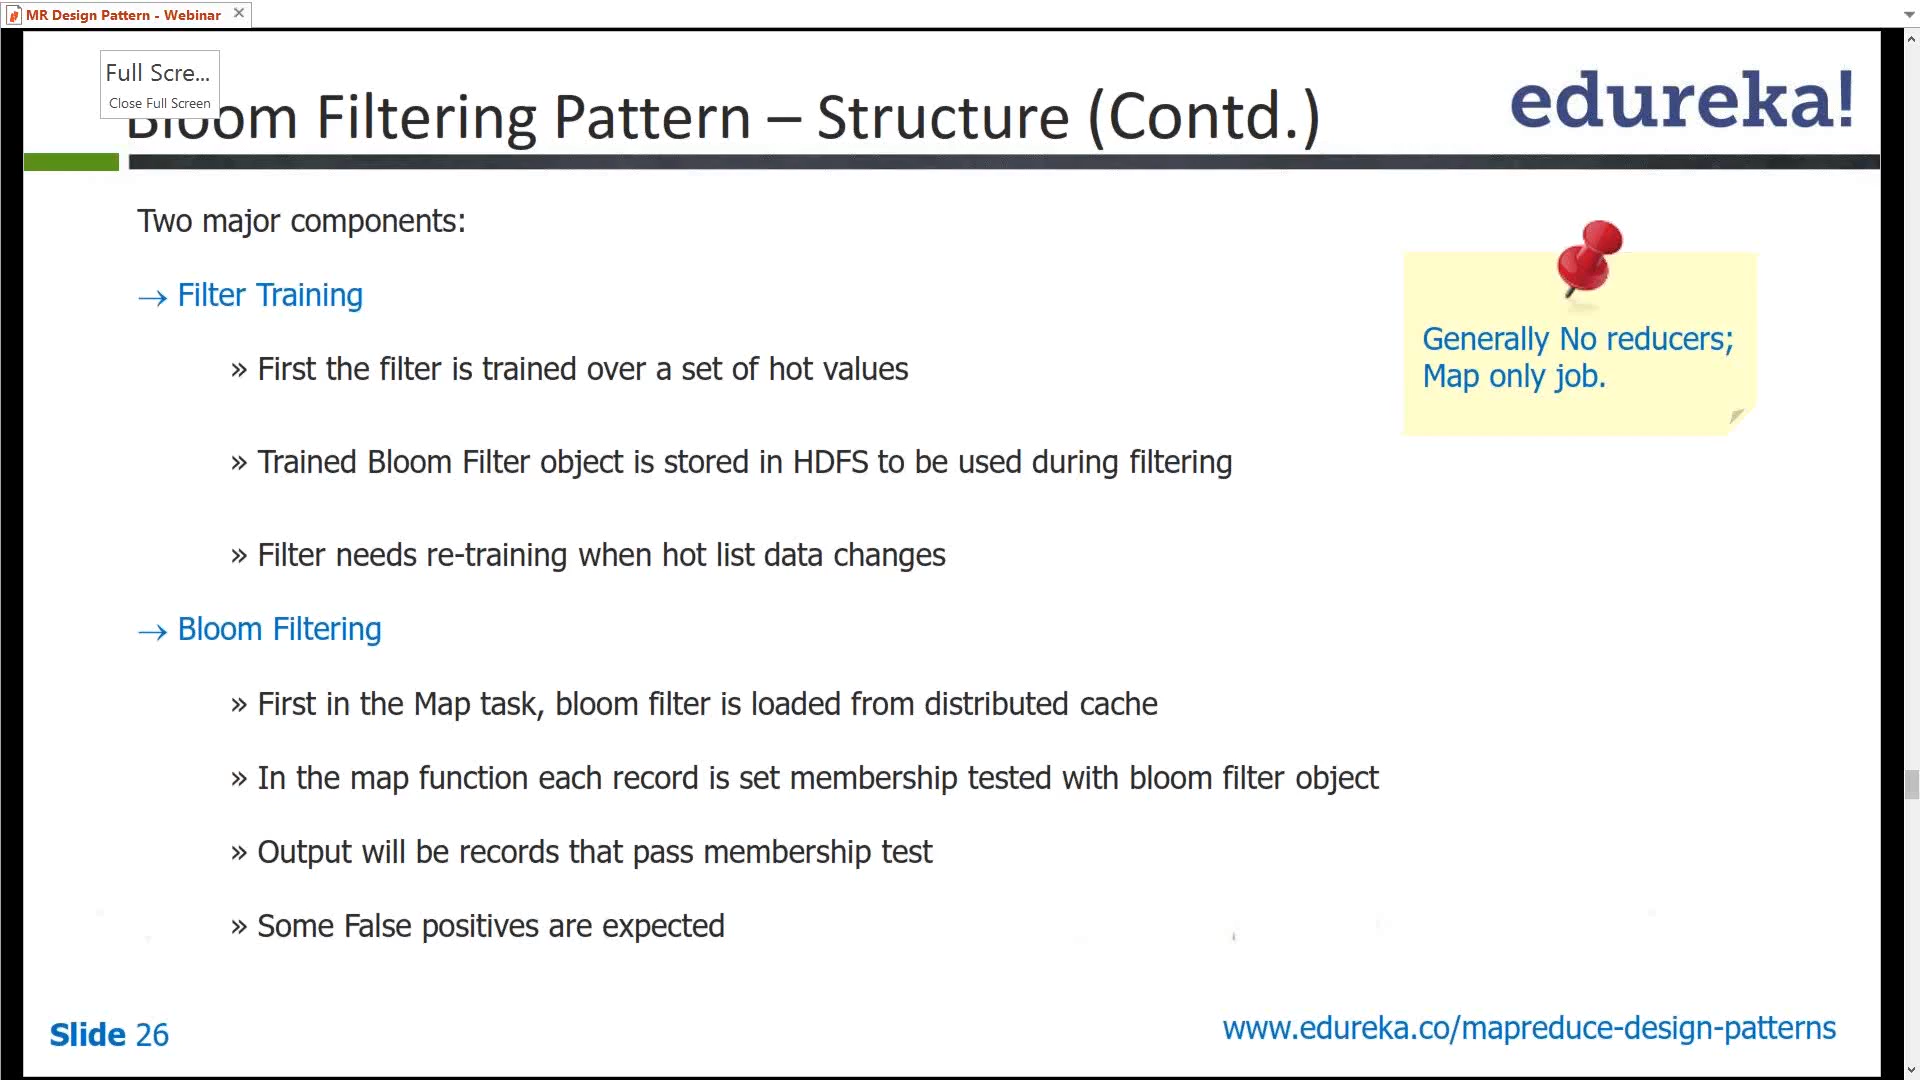 MR Design Pattern - Webinar
Full Scre...
Close Full Screen
Bloom Filtering Pattern – Structure (Contd.)
edureka!
Two major components:
→ Filter Training
» First the filter is trained over a set of hot values
» Trained Bloom Filter object is stored in HDFS to be used during filtering
» Filter needs re-training when hot list data changes
→ Bloom Filtering
» First in the Map task, bloom filter is loaded from distributed cache
» In the map function each record is set membership tested with bloom filter object
» Output will be records that pass membership test
» Some False positives are expected
Generally No reducers;
Map only job.
Slide 26
www.edureka.co/mapreduce-design-patterns